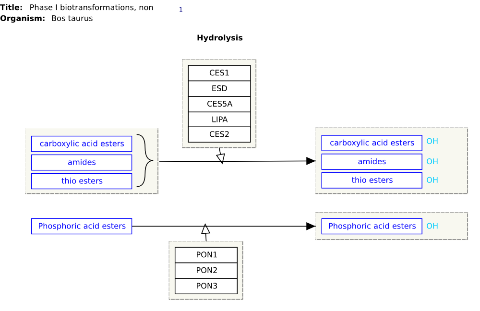 Title: Phase I biotransformations, non 1
Organism: Bos taurus
Hydrolysis
CES1
ESD
CES5A
LIPA
CES2
carboxylic acid esters
amides
thio esters
carboxylic acid esters OH
amides OH
thio esters OH
Phosphoric acid esters
Phosphoric acid esters OH
PON1
PON2
PON3